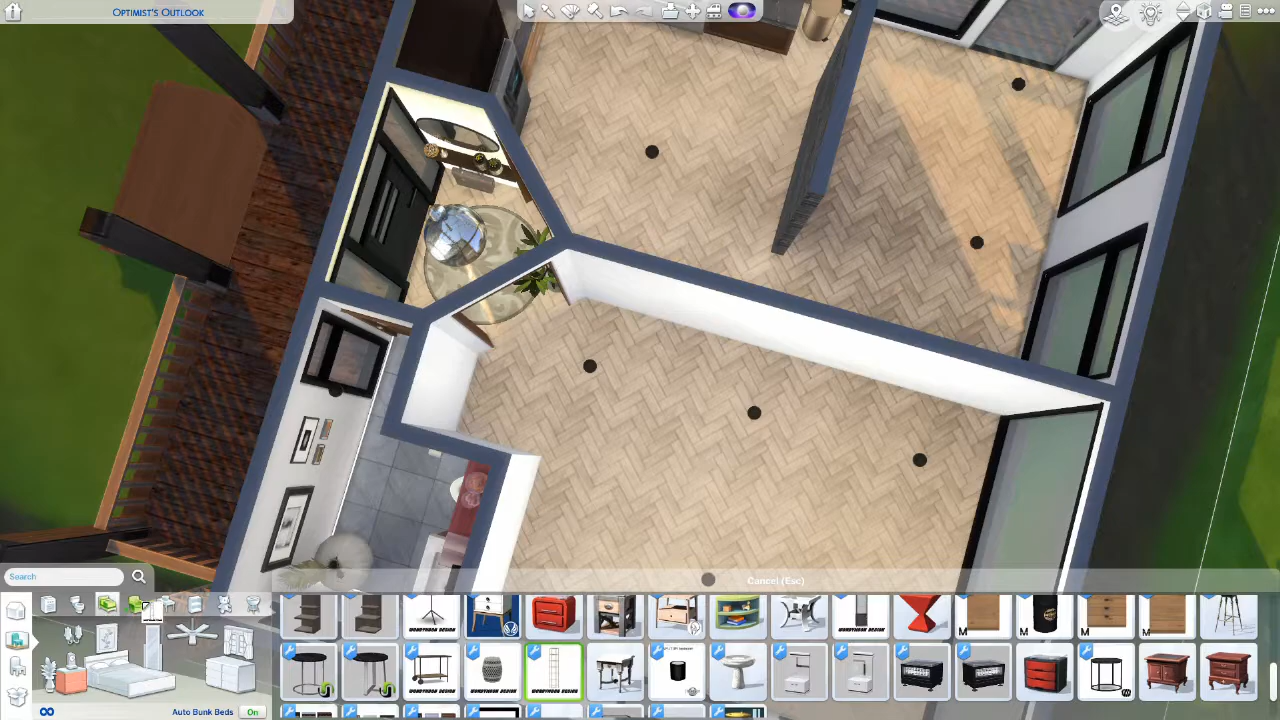 OPTIMIST'S OUTLOOK
Cancel (Esc)
Search
M
M
M
M
Auto Bunk Beds
On